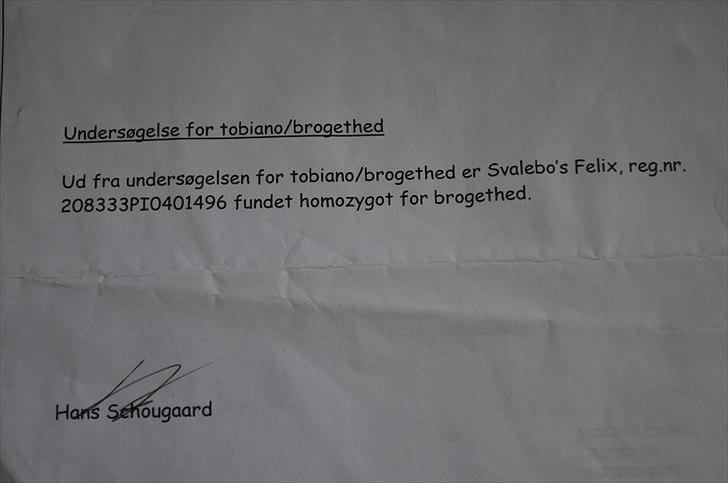 Undersøgelse for tobiano/brogethed
Ud fra undersøgelsen for tobiano/brogethed er Svalebo's Felix, reg.nr.
208333PI0401496 fundet homozygot for brogethed.
Hans Schougaard